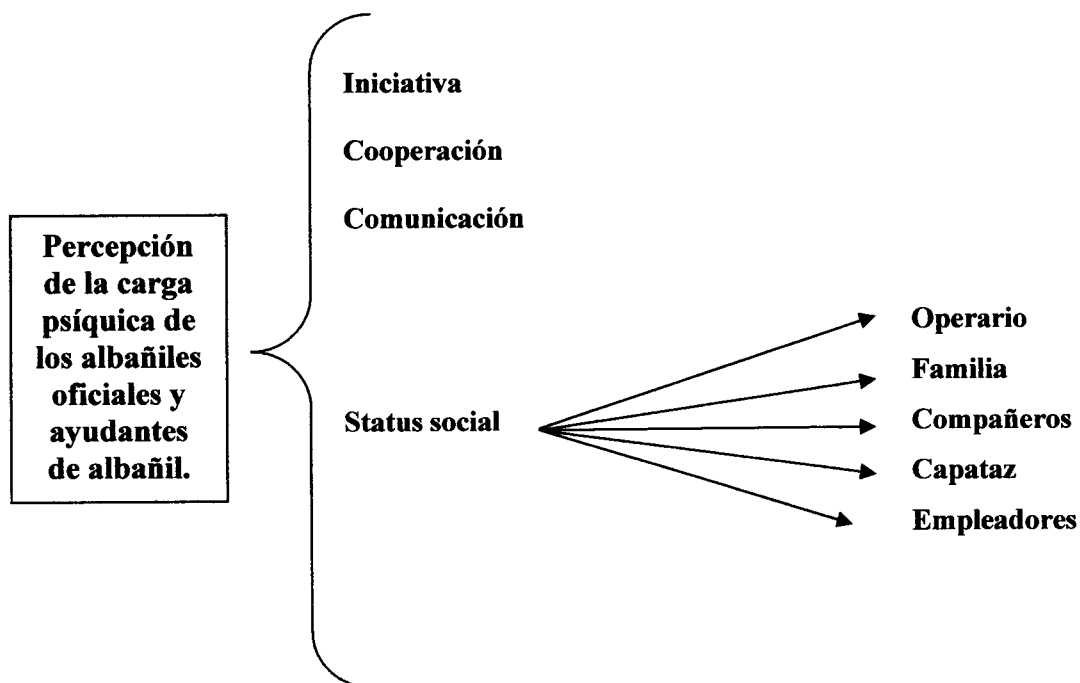 Iniciativa
Cooperación
Comunicación
Percepción
de la carga
psíquica de
los albañiles
oficiales y
ayudantes
de albañil.
Status social
Operario
Familia
Compañeros
Capataz
Empleadores